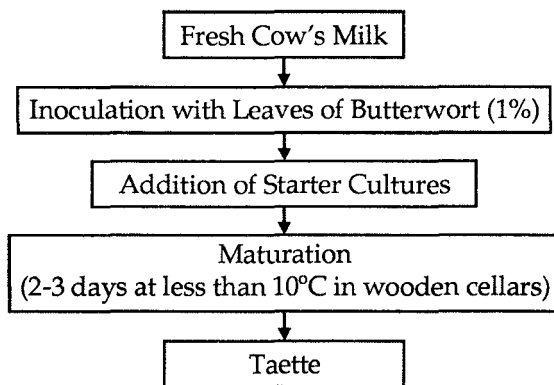 Fresh Cow's Milk
Inoculation with Leaves of Butterwort (1%)
Addition of Starter Cultures
Maturation
(2-3 days at less than 10°C in wooden cellars)
Taette